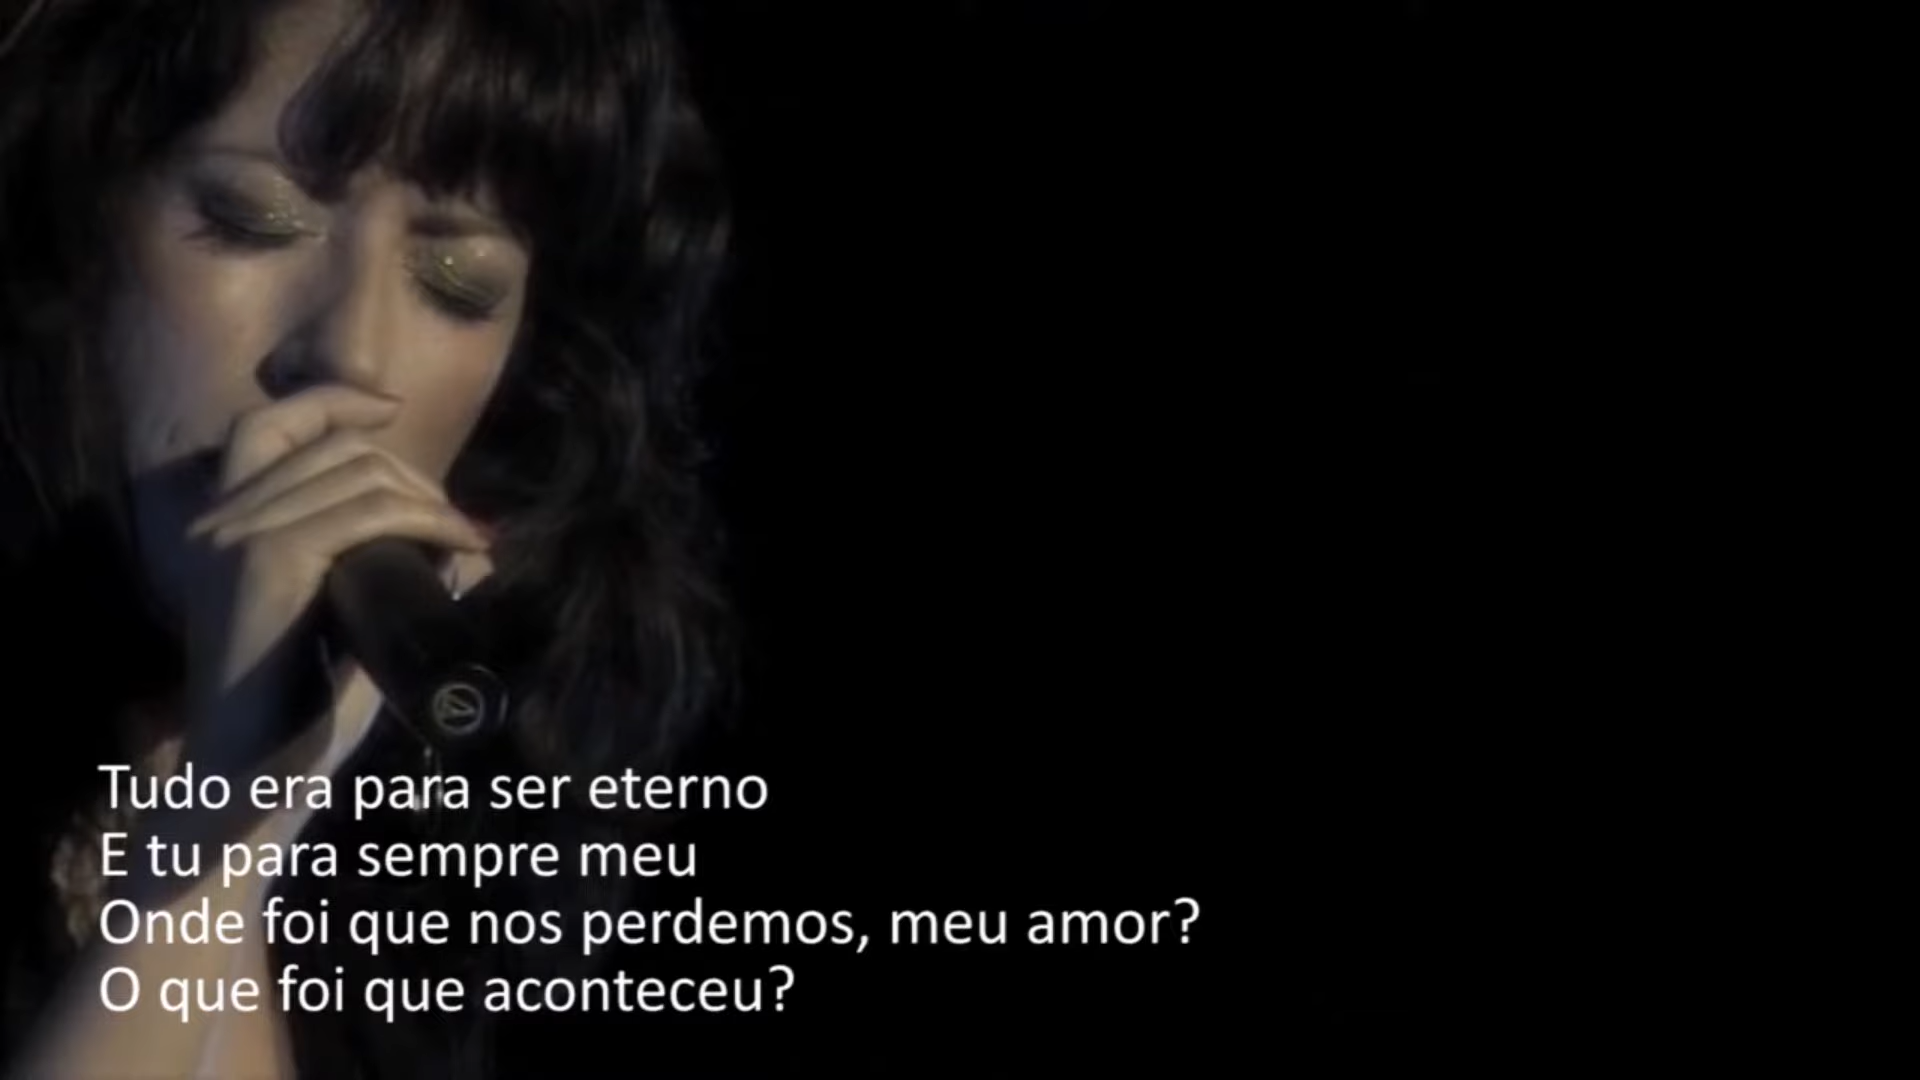 Tudo era para ser eterno
E tu para sempre meu
Onde foi que nos perdemos, meu amor?
O que foi que aconteceu?